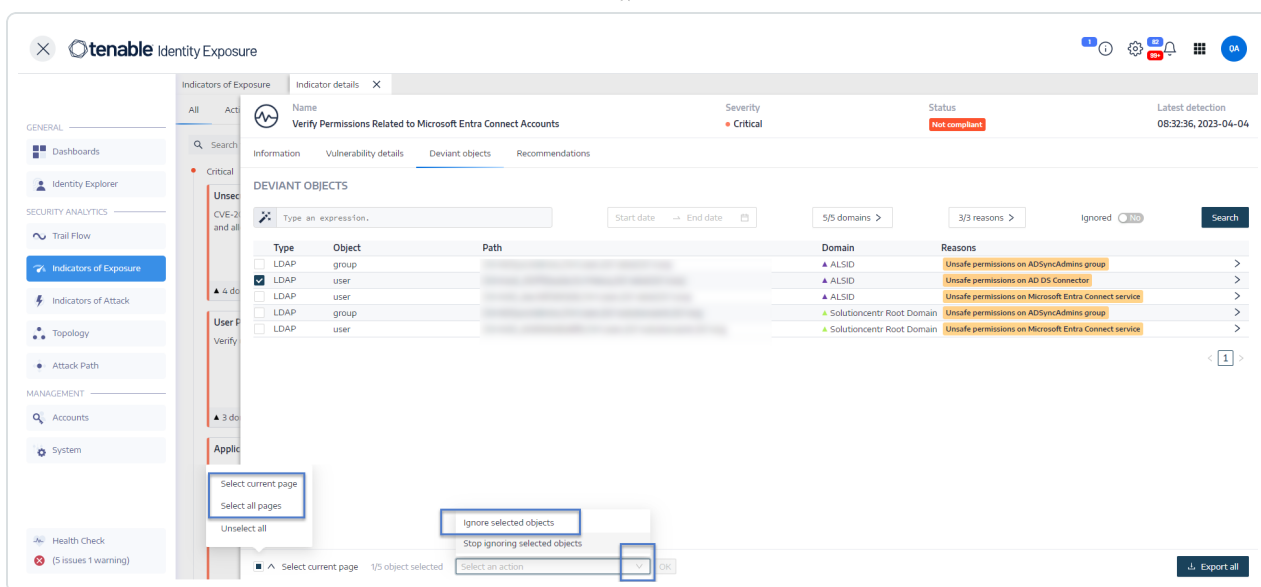 tenable Identity Exposure
1
82
99+
QA
Indicators of Exposure
Indicator details
All
Name
Severity
Status
Latest detection
Verify Permissions Related to Microsoft Entra Connect Accounts
Critical
Not compliant
08:32:36, 2023-04-04
GENERAL
Dashboards
Identity Explorer
SECURITY ANALYTICS
Trail Flow
Indicators of Exposure
Indicators of Attack
Topology
Attack Path
MANAGEMENT
Accounts
System
Health Check
(5 issues 1 warning)
Search
Critical
Unsec
CVE-20
and all
4 do
User P
Verify
3 do
Applic
Information
Vulnerability details
Deviant objects
Recommendations
DEVIANT OBJECTS
Type an expression.
Start date → End date
5/5 domains >
3/3 reasons >
Ignored No
Search
Type Object Path Domain Reasons
LDAP group ALSID Unsafe permissions on ADSyncAdmins group
LDAP user ALSID Unsafe permissions on AD DS Connector
LDAP user ALSID Unsafe permissions on Microsoft Entra Connect service
LDAP group Solutioncentr Root Domain Unsafe permissions on ADSyncAdmins group
LDAP user Solutioncentr Root Domain Unsafe permissions on Microsoft Entra Connect service
< 1 >
Select current page
Select all pages
Unselect all
Ignore selected objects
Stop ignoring selected objects
Select current page
1/5 object selected
Select an action
OK
Export all